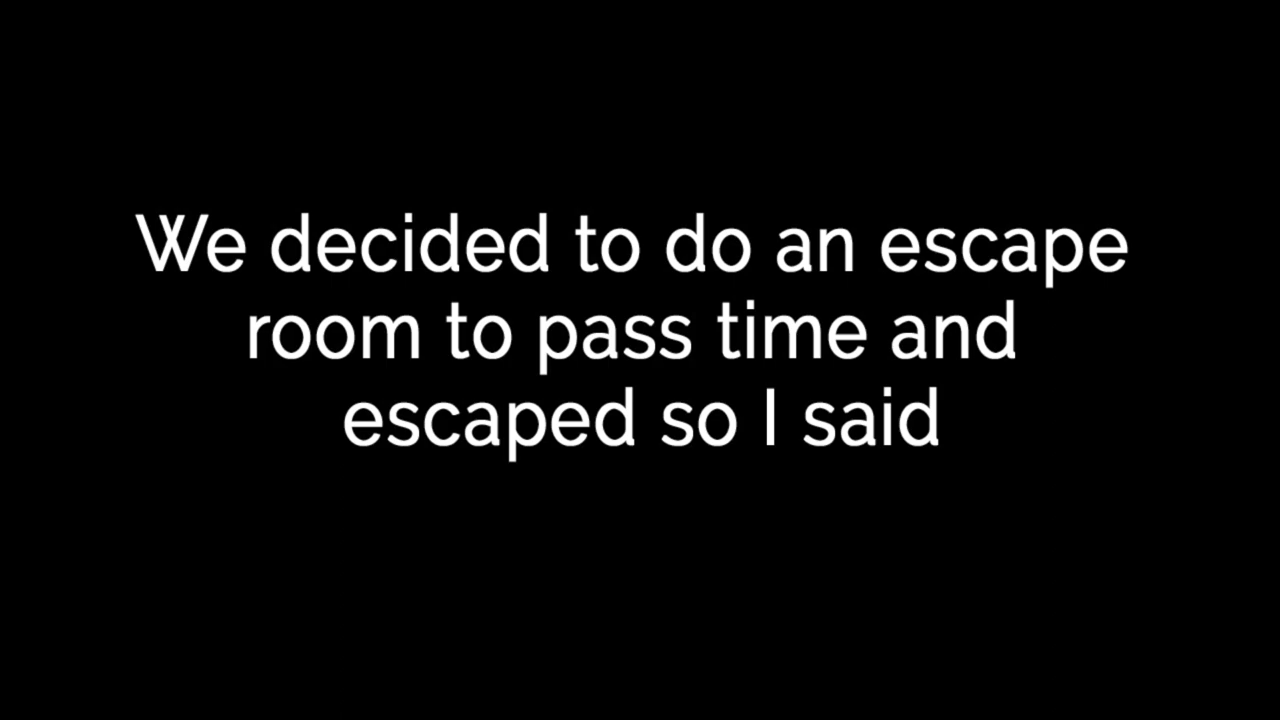 We decided to do an escape
room to pass time and
escaped so I said